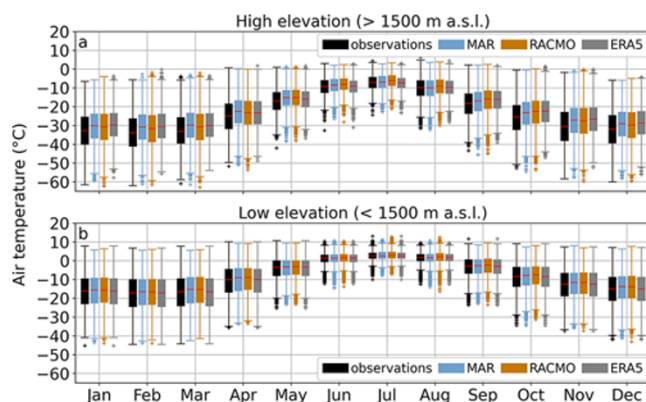 High elevation (> 1500 m a.s.l.)
a
observations MAR RACMO ERA5
20
10
0
−10
−20
−30
−40
−50
−60
Air temperature (°C)
Low elevation (< 1500 m a.s.l.)
b
20
10
0
−10
−20
−30
−40
−50
−60
observations MAR RACMO ERA5
Jan Feb Mar Apr May Jun Jul Aug Sep Oct Nov Dec